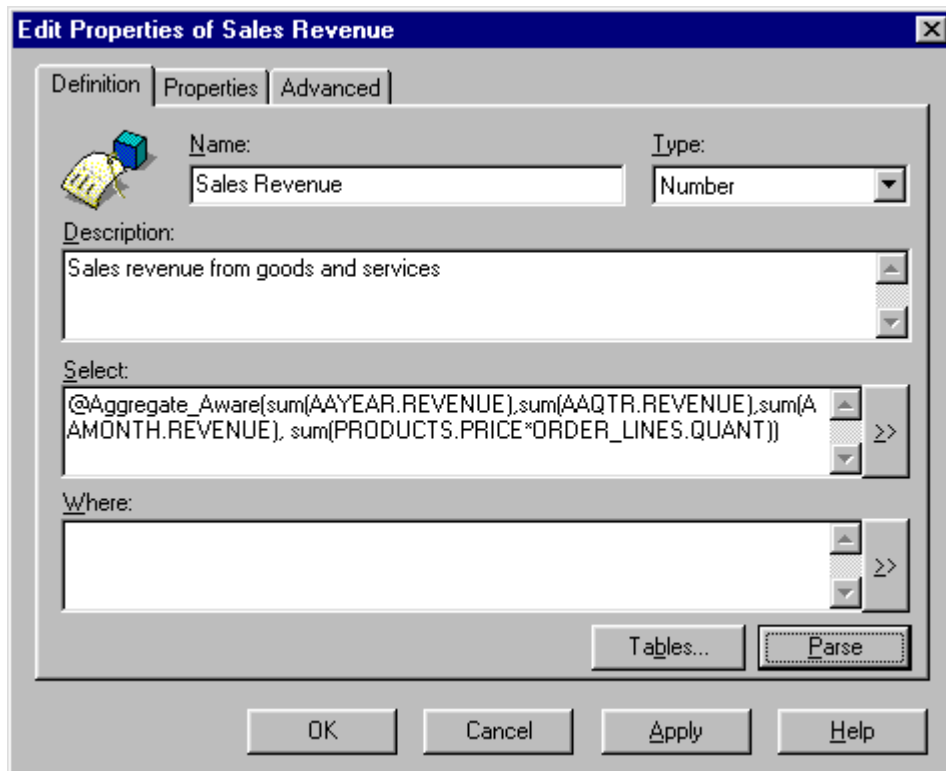 Edit Properties of Sales Revenue
Definition Properties Advanced
Name: Type:
Sales Revenue Number
Description:
Sales revenue from goods and services
Select:
@Aggregate_Aware(sum(AAYEAR.REVENUE),sum(AAQTR.REVENUE),sum(A
AMONTH.REVENUE), sum(PRODUCTS.PRICE*ORDER_LINES.QUANT))
>>
Where:
>>
Tables... Parse
OK Cancel Apply Help